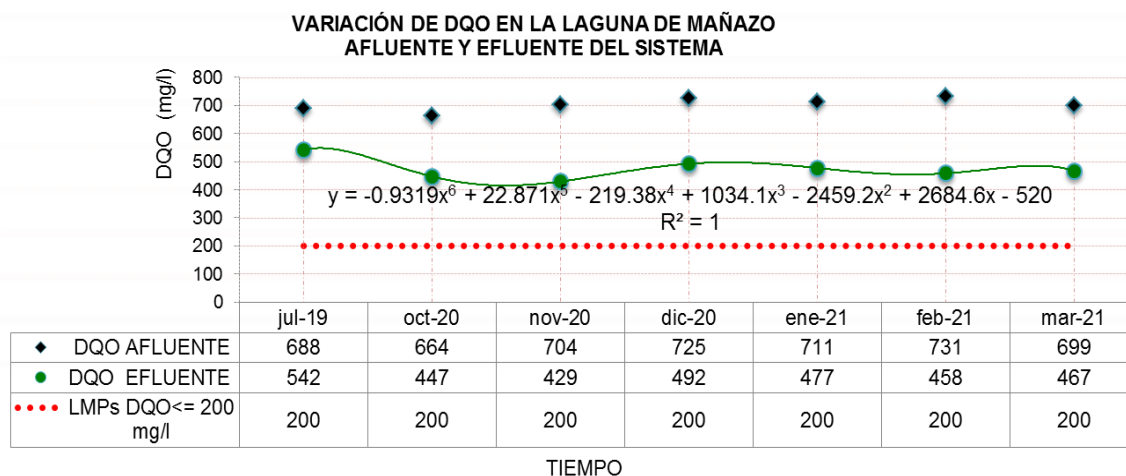 VARIACIÓN DE DQO EN LA LAGUNA DE MAÑAZO
AFLUENTE Y EFLUENTE DEL SISTEMA
DQO (mg/l)
800
700
600
500
400
300
200
100
0
y = -0.9319x⁶ + 22.871x⁵ - 219.38x⁴ + 1034.1x³ - 2459.2x² + 2684.6x - 520
R² = 1
jul-19 oct-20 nov-20 dic-20 ene-21 feb-21 mar-21
DQO AFLUENTE 688 664 704 725 711 731 699
DQO EFLUENTE 542 447 429 492 477 458 467
LMPs DQO<= 200
mg/l
200 200 200 200 200 200 200
TIEMPO